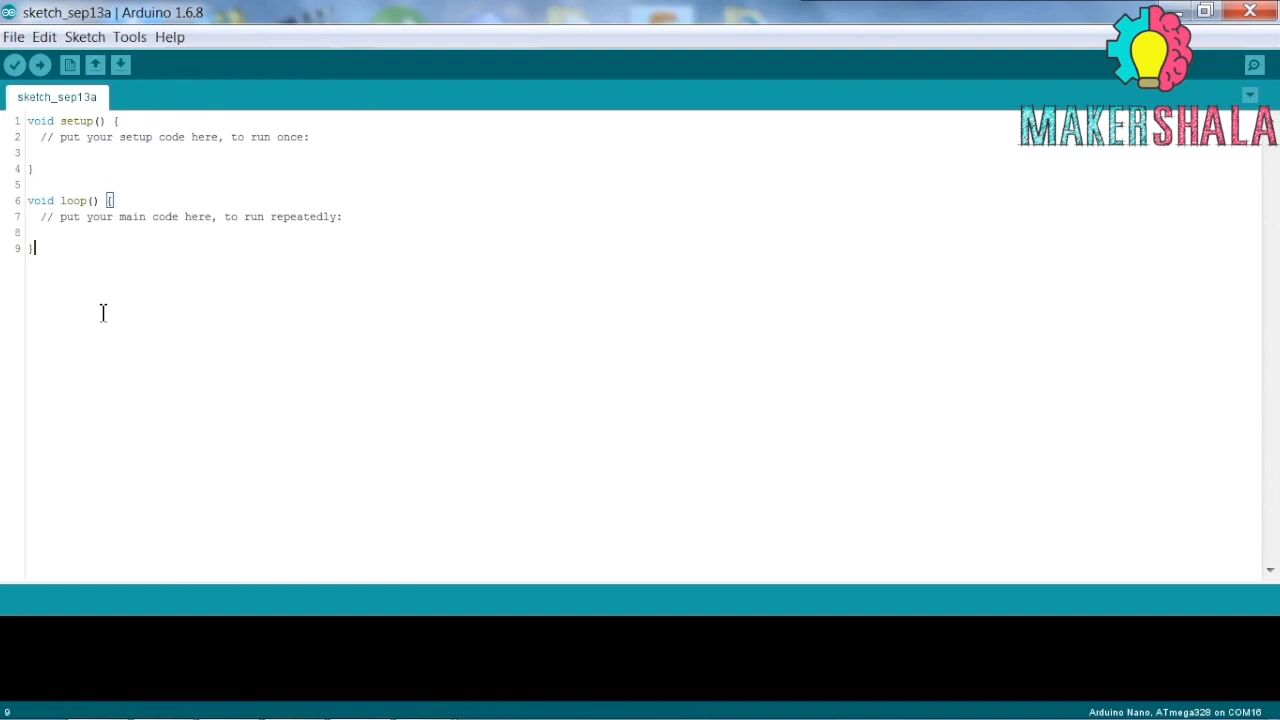 sketch_sep13a | Arduino 1.6.8
File Edit Sketch Tools Help
MAKERSHALA
sketch_sep13a
1 void setup() {
2 // put your setup code here, to run once:
3
4 }
5
6 void loop() {
7 // put your main code here, to run repeatedly:
8
9 }
9
Arduino Nano, ATmega328 on COM16